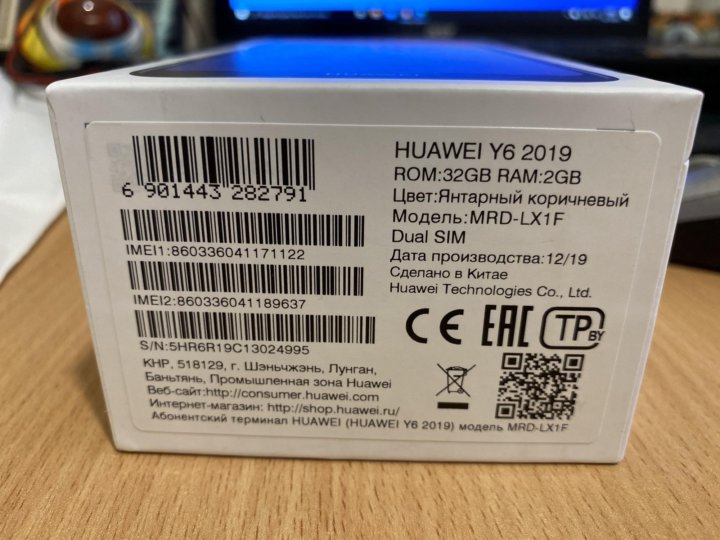 HUAWEI
6 901443 282791
IMEI1:860336041171122
IMEI2:860336041189637
S/N:5HR6R19C13024995
КНР, 518129, г. Шэньчжэнь, Лунган,
Баньтянь, Промышленная зона Huawei
Веб-сайт:http://consumer.huawei.com
Интернет-магазин: http://shop.huawei.ru/
Абонентский терминал HUAWEI (HUAWEI Y6 2019) модель MRD-LX1F
HUAWEI Y6 2019
ROM:32GB RAM:2GB
Цвет:Янтарный коричневый
Модель:MRD-LX1F
Dual SIM
Дата производства:12/19
Сделано в Китае
Huawei Technologies Co., Ltd.
CE EAC TP BY